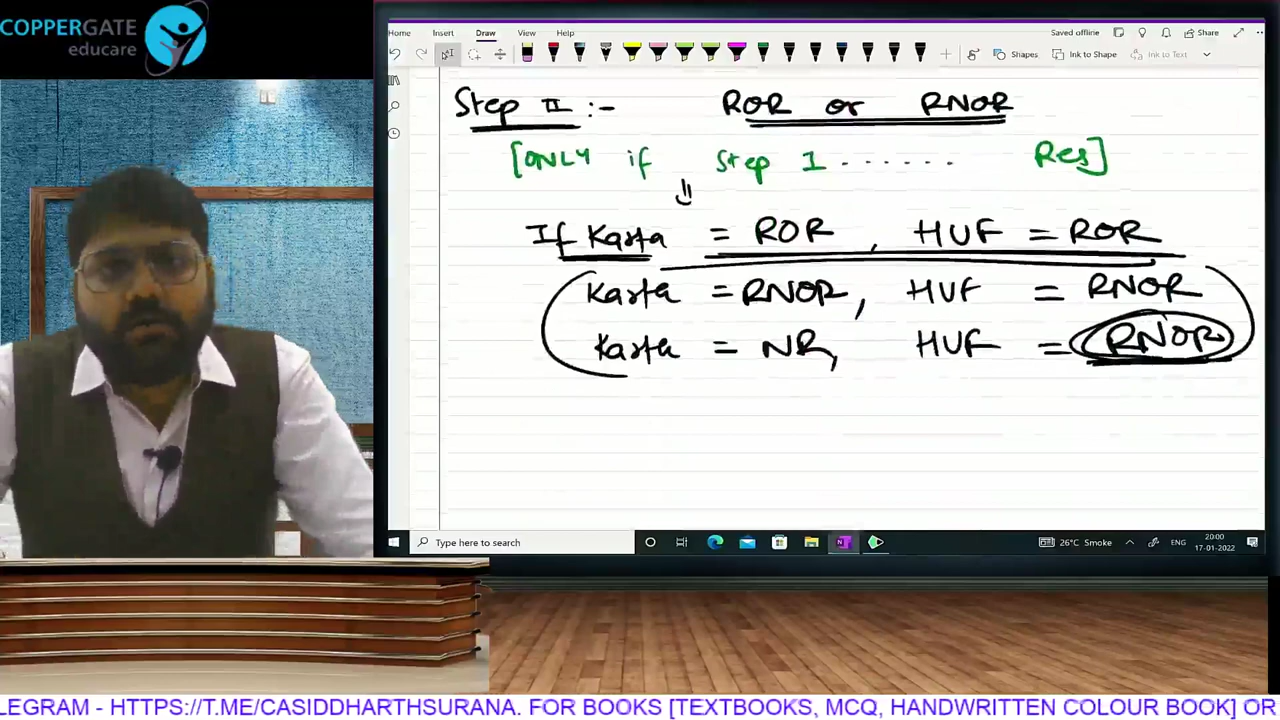 COPPERGATE
educare
Home Insert Draw View Help
Saved offline
Share
Shapes
Ink to Shape
Ink to Text
Step II :- ROR or RNOR
[ONLY if Step 1 ....... Res]
If Karta = ROR, HUF = ROR
Karta = RNOR, HUF = RNOR
Karta = NR, HUF = RNOR
Type here to search
26°C Smoke
ENG
20:00
17-01-2022
LEGRAM - HTTPS://T.ME/CASIDDHARTHSURANA. FOR BOOKS [TEXTBOOKS, MCQ, HANDWRITTEN COLOUR BOOK] OR